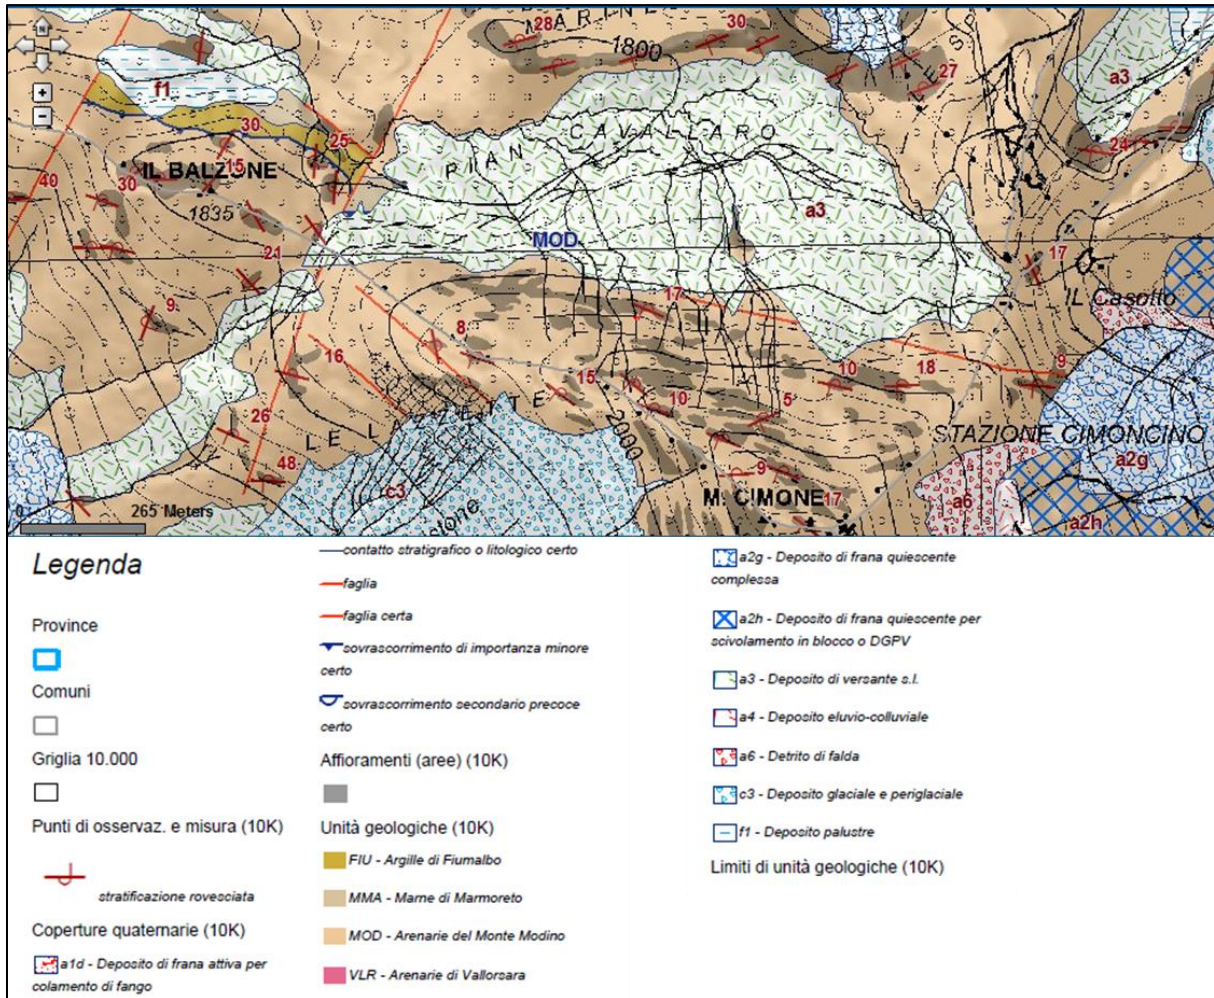 M A R I N E
28
30
1800
27
E S P
a3
f1
30
25
24
C A V A L L A R O
P I A N
IL BALZONE
15
40
30
1835
a3
MOD
21
17
IL Casotto
9
17
8
16
15
10
10
18
9
5
26
L E L A Z Z
I T E
2000
STAZIONE CIMONCINO
48
9
a2g
c3
M. CIMONE
17
a6
a2h
0 265 Meters
stone
Legenda
Province
Comuni
Griglia 10.000
Punti di osservaz. e misura (10K)
stratificazione rovesciata
Coperture quaternarie (10K)
a1d - Deposito di frana attiva per
colamento di fango
contatto stratigrafico o litologico certo
faglia
faglia certa
sovrascorrimento di importanza minore
certo
sovrascorrimento secondario precoce
certo
Affioramenti (aree) (10K)
Unità geologiche (10K)
FIU - Argille di Fiumalbo
MMA - Marne di Marmoreto
MOD - Arenarie del Monte Modino
VLR - Arenarie di Vallorsara
a2g - Deposito di frana quiescente
complessa
a2h - Deposito di frana quiescente per
scivolamento in blocco o DGPV
a3 - Deposito di versante s.l.
a4 - Deposito eluvio-colluviale
a6 - Detrito di falda
c3 - Deposito glaciale e periglaciale
f1 - Deposito palustre
Limiti di unità geologiche (10K)